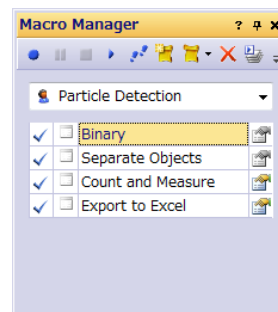 Macro Manager
Particle Detection
Binary
Separate Objects
Count and Measure
Export to Excel